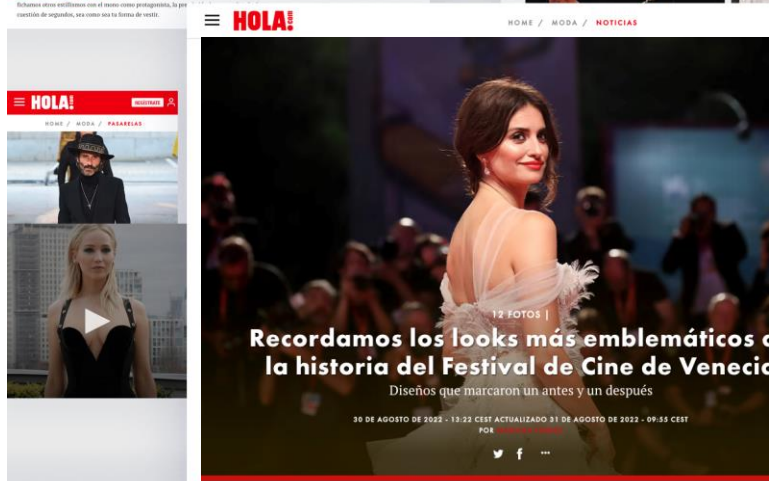 fichamos otros estilismos con el mono como protagonista, la
cuestión de segundos, sea como sea tu forma de vestir.
HOLA!
REGÍSTRATE
HOME / MODA / PASARELAS
HOLA!.com
HOME / MODA / NOTICIAS
12 FOTOS |
Recordamos los looks más emblemáticos
la historia del Festival de Cine de Venecia
Diseños que marcaron un antes y un después
30 DE AGOSTO DE 2022 - 13:22 CEST ACTUALIZADO 31 DE AGOSTO DE 2022 - 09:55 CEST
POR